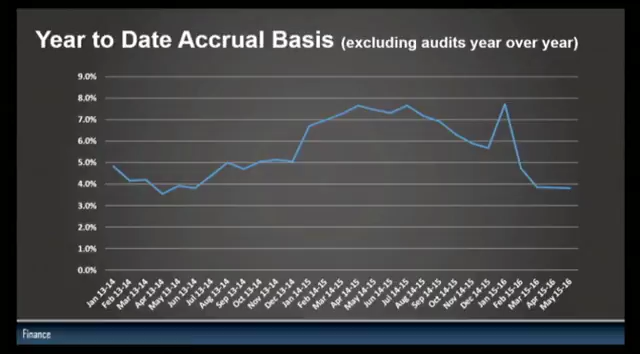 Year to Date Accrual Basis (excluding audits year over year)
9.0%
8.0%
7.0%
6.0%
5.0%
4.0%
3.0%
2.0%
1.0%
0.0%
Jan 13-14
Feb 13-14
Mar 13-14
Apr 13-14
May 13-14
Jun 13-14
Jul 13-14
Aug 13-14
Sep 13-14
Oct 13-14
Nov 13-14
Dec 13-14
Jan 14-15
Feb 14-15
Mar 14-15
Apr 14-15
May 14-15
Jun 14-15
Jul 14-15
Aug 14-15
Sep 14-15
Oct 14-15
Nov 14-15
Dec 14-15
Jan 15-16
Feb 15-16
Mar 15-16
Apr 15-16
May 15-16
Finance